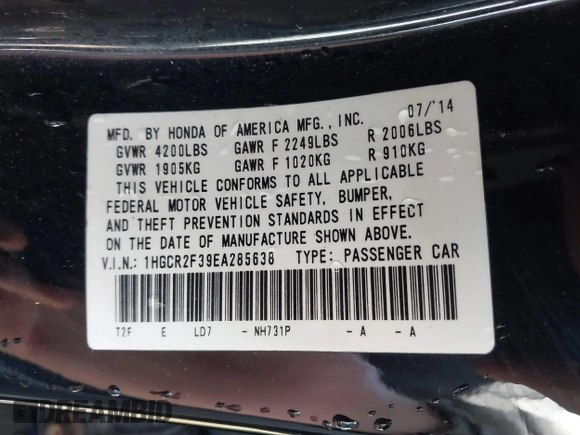 MFD. BY HONDA OF AMERICA MFG., INC. 07/'14
GVWR 4200LBS GAWR F 2249LBS R 2006LBS
GVWR 1905KG GAWR F 1020KG R 910KG
THIS VEHICLE CONFORMS TO ALL APPLICABLE
FEDERAL MOTOR VEHICLE SAFETY, BUMPER,
AND THEFT PREVENTION STANDARDS IN EFFECT
ON THE DATE OF MANUFACTURE SHOWN ABOVE.
V.I.N.: 1HGCR2F39EA285638 TYPE: PASSENGER CAR
T2F E LD7 - NH731P - A - A
DREAMBID